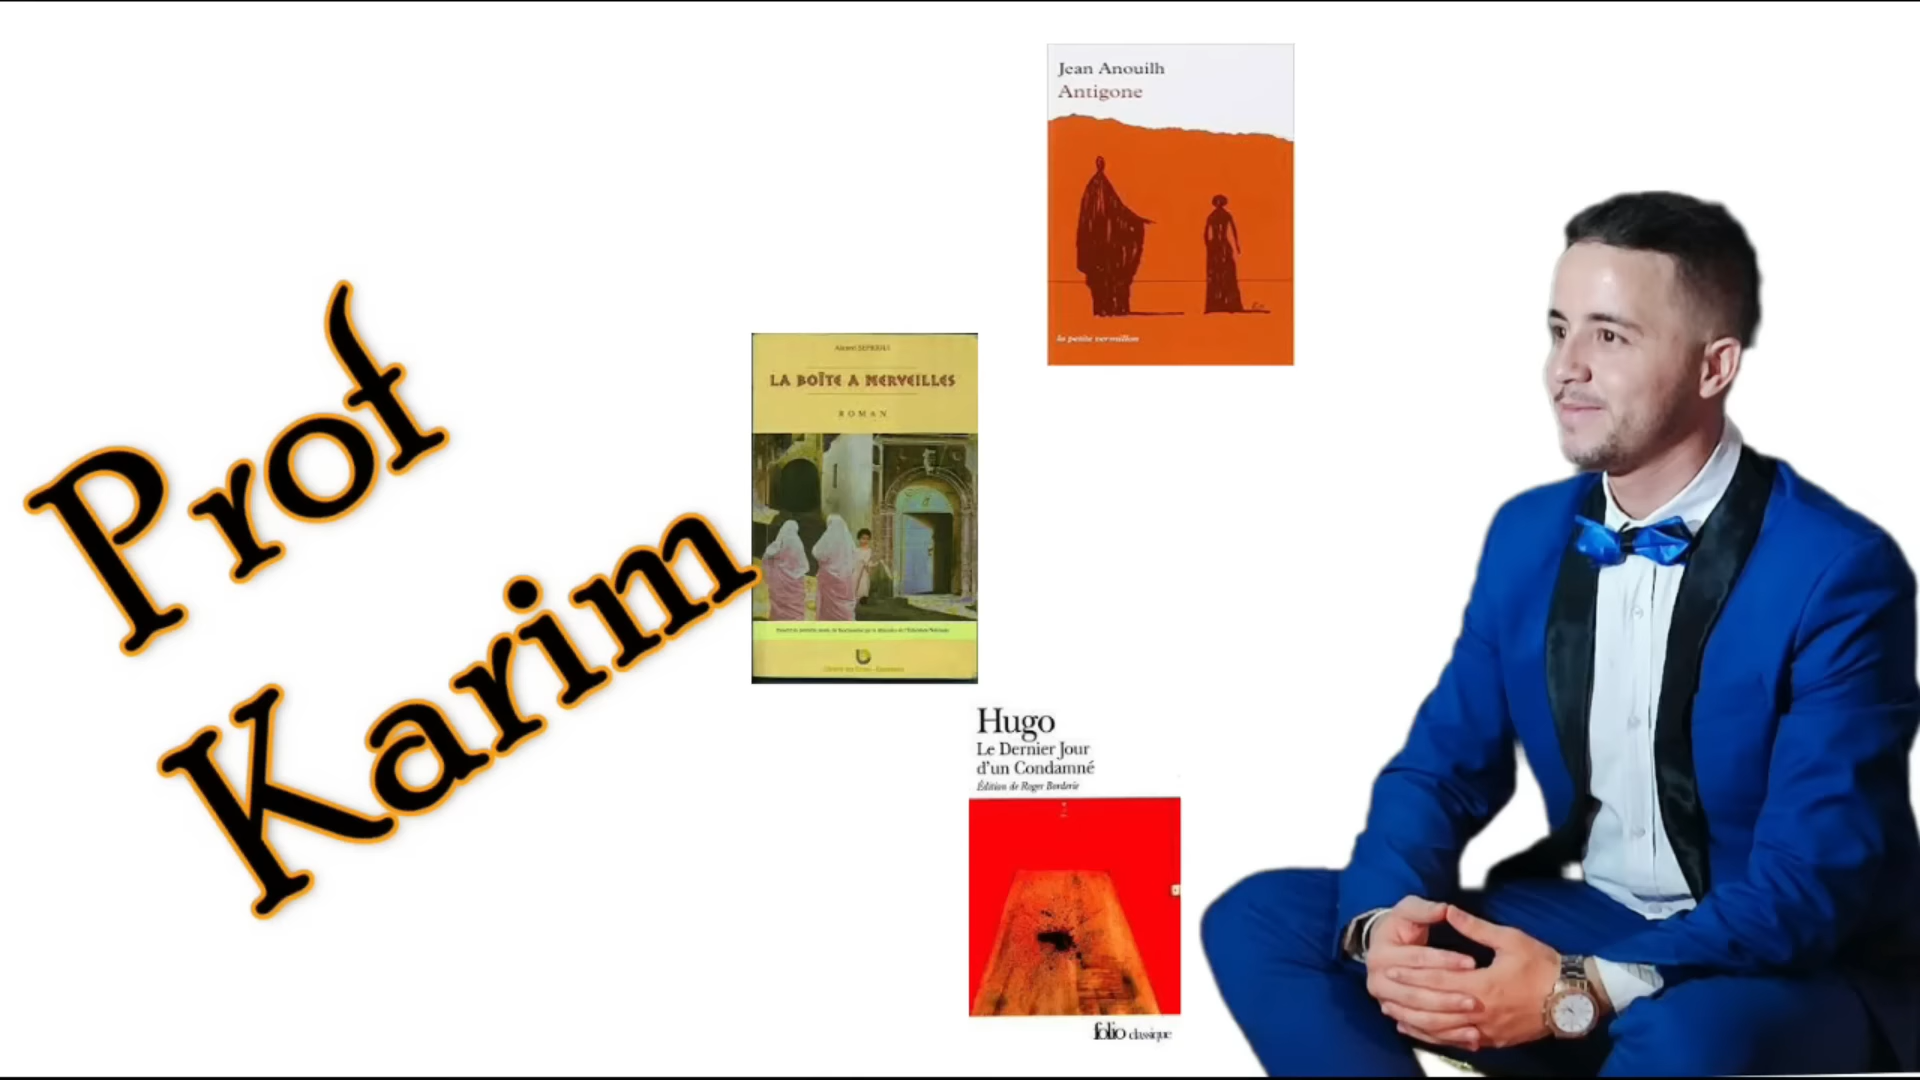 Prof
Karim
Jean Anouilh
Antigone
la petite vermillon
LA BOÎTE A MERVEILLES
ROMAN
Hugo
Le Dernier Jour
d'un Condamné
Édition de Roger Borderie
folio classique